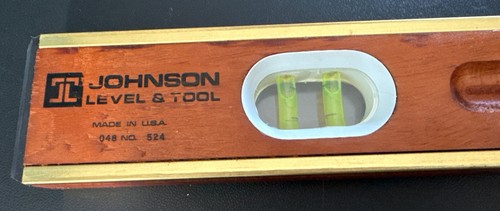 JOHNSON
LEVEL & TOOL
MADE IN U.S.A.
048 NO. 524